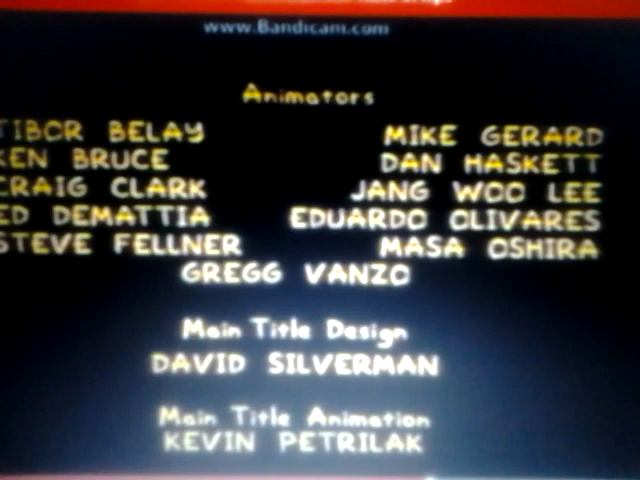 www.Bandicam.com
Animators
TIBOR BELAY MIKE GERARD
KEN BRUCE DAN HASKETT
CRAIG CLARK JANG WOO LEE
ED DEMATTIA EDUARDO OLIVARES
STEVE FELLNER MASA OSHIRA
GREGG VANZO
Main Title Design
DAVID SILVERMAN
Main Title Animation
KEVIN PETRILAK